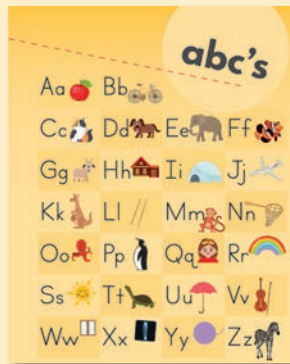 abc's
Aa Bb
Cc Dd Ee Ff
Gg Hh Ii Jj
Kk Ll Mm Nn
Oo Pp Qq Rr
Ss Tt Uu Vv
Ww Xx Yy Zz